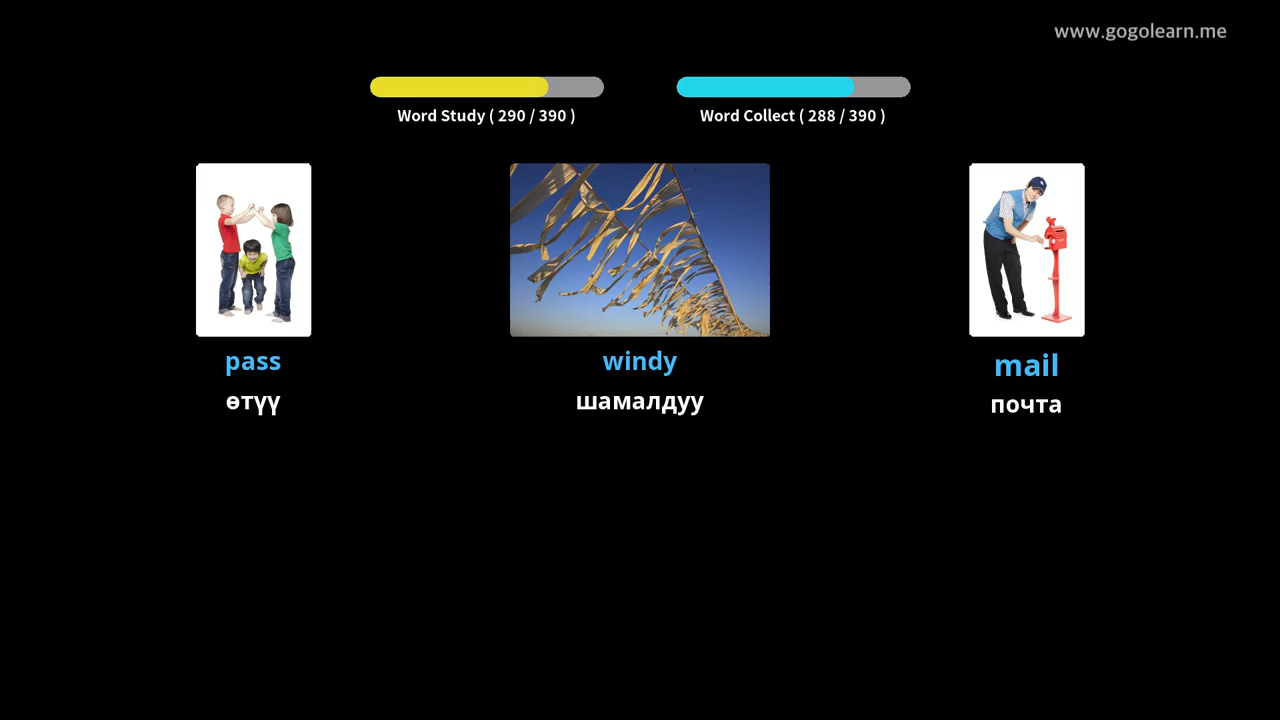 www.gogolearn.me
Word Study ( 290 / 390 )
Word Collect ( 288 / 390 )
pass
windy
mail
өтүү
шамалдуу
почта